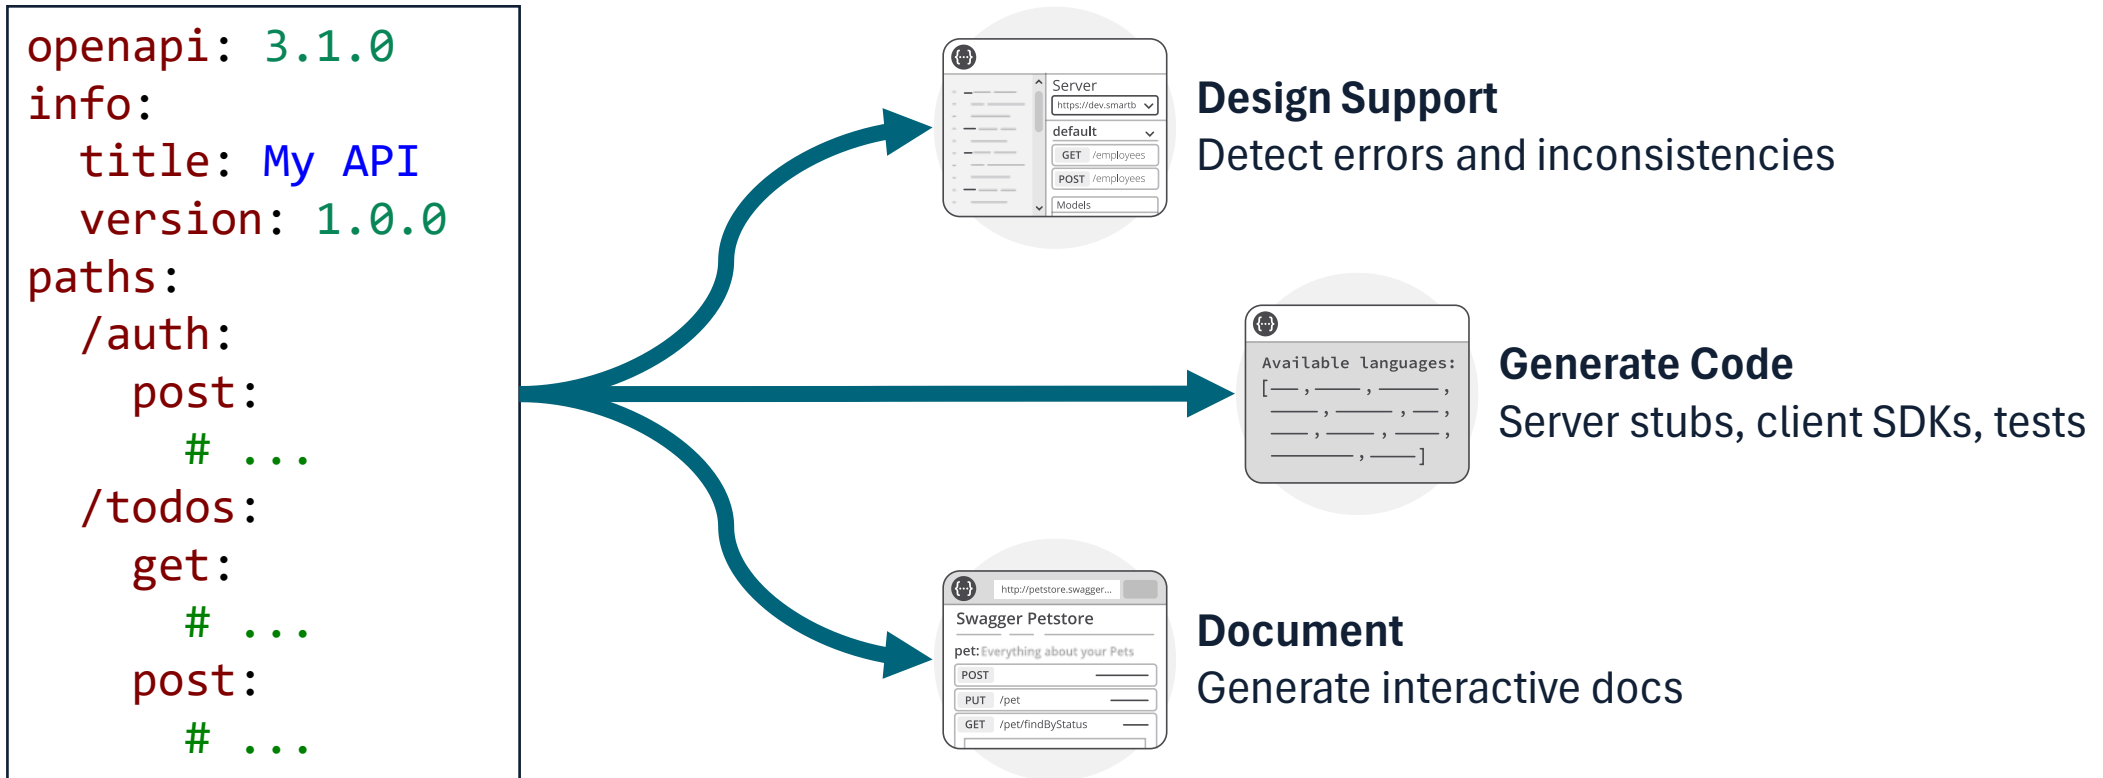 openapi: 3.1.0
info:
  title: My API
  version: 1.0.0
paths:
  /auth:
    post:
      # ...
  /todos:
    get:
      # ...
    post:
      # ...
{...}
Server
https://dev.smartb
default
GET /employees
POST /employees
Models
Design Support
Detect errors and inconsistencies
{...}
Available languages:
[ , , ,
, , ,
, , ,
, ]
Generate Code
Server stubs, client SDKs, tests
{...}
http://petstore.swagger...
Swagger Petstore
pet: Everything about your Pets
POST
PUT /pet
GET /pet/findByStatus
Document
Generate interactive docs